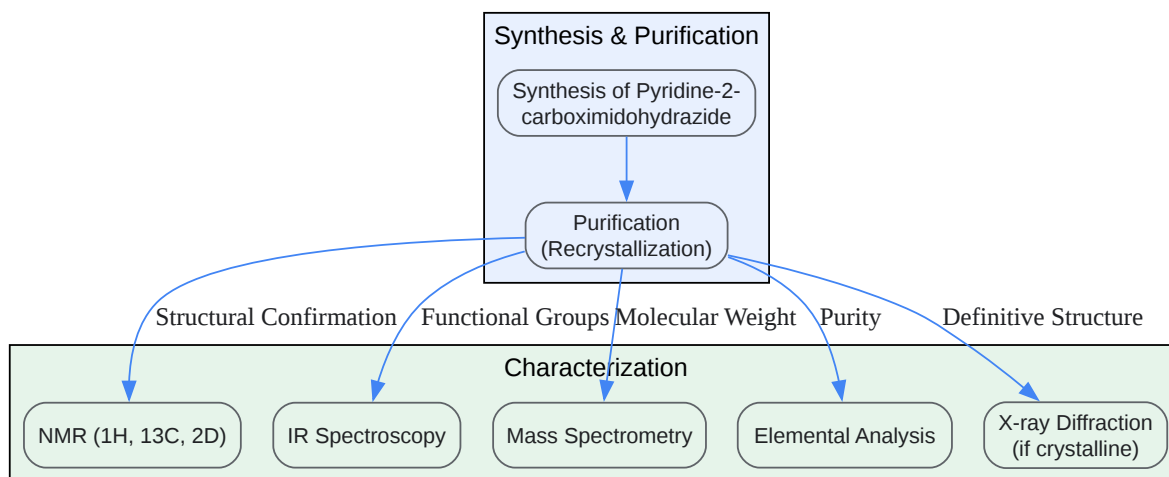 Synthesis & Purification
Synthesis of Pyridine-2-
carboximidohydrazide
Purification
(Recrystallization)
Structural Confirmation
Functional Groups
Molecular Weight
Purity
Definitive Structure
Characterization
NMR (1H, 13C, 2D)
IR Spectroscopy
Mass Spectrometry
Elemental Analysis
X-ray Diffraction
(if crystalline)